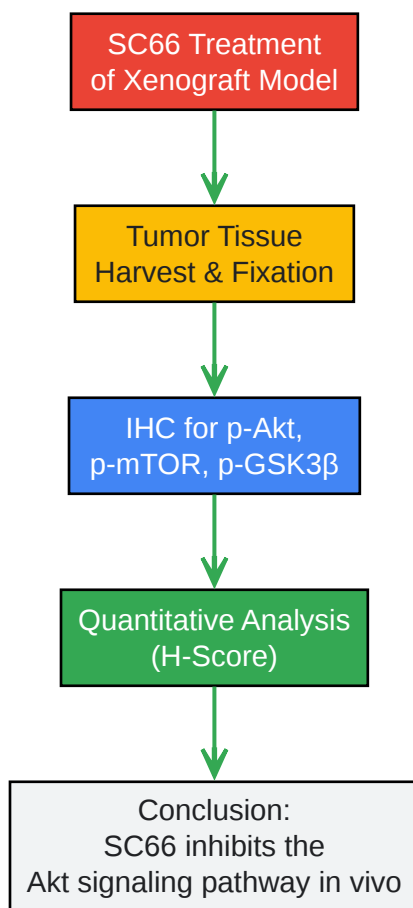 SC66 Treatment
of Xenograft Model
Tumor Tissue
Harvest & Fixation
IHC for p-Akt,
p-mTOR, p-GSK3β
Quantitative Analysis
(H-Score)
Conclusion:
SC66 inhibits the
Akt signaling pathway in vivo